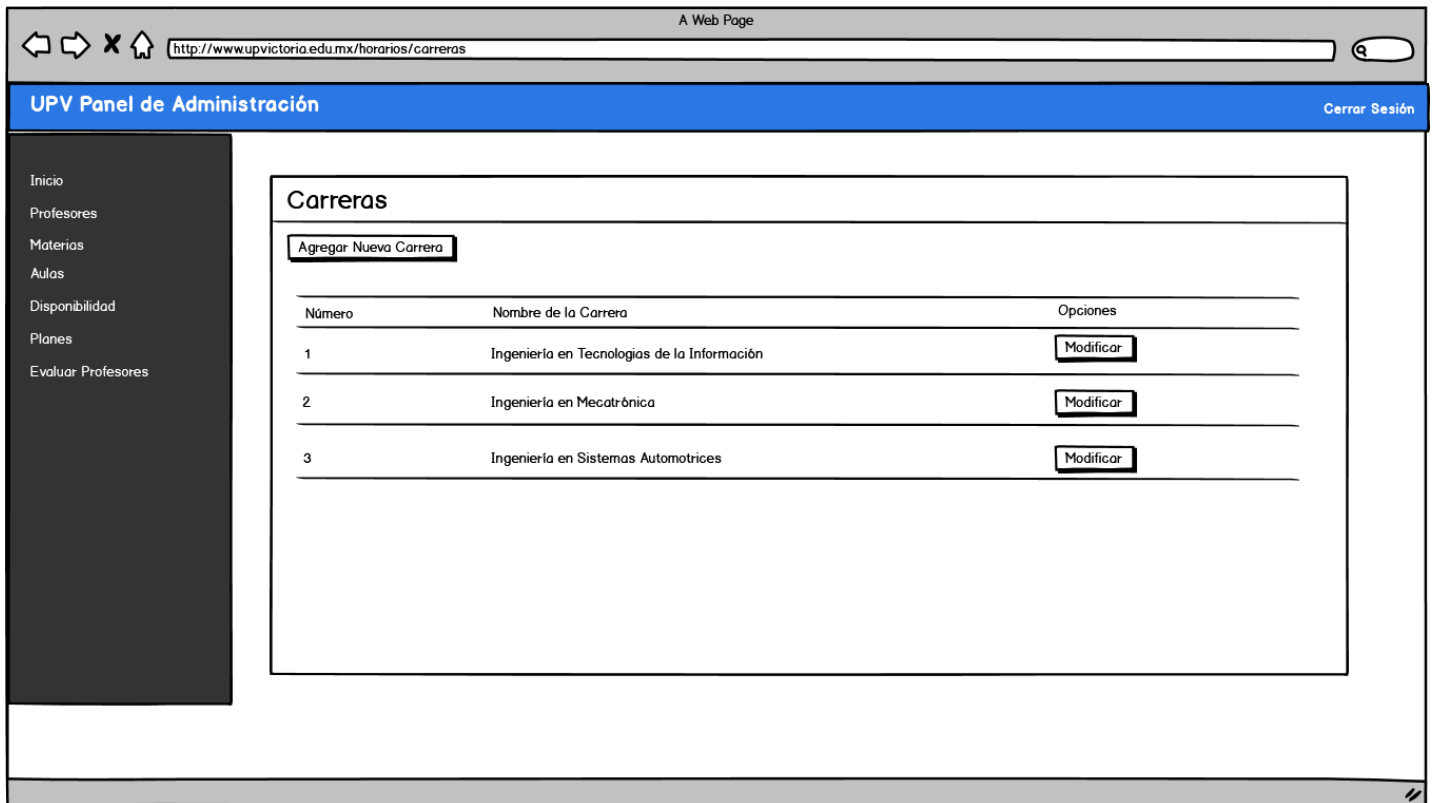 A Web Page
http://www.upvictoria.edu.mx/horarios/carreras
UPV Panel de Administración
Cerrar Sesión
Inicio
Profesores
Materias
Aulas
Disponibilidad
Planes
Evaluar Profesores
Carreras
Agregar Nueva Carrera
Número Nombre de la Carrera Opciones
1 Ingeniería en Tecnologias de la Información Modificar
2 Ingeniería en Mecatrónica Modificar
3 Ingeniería en Sistemas Automotrices Modificar